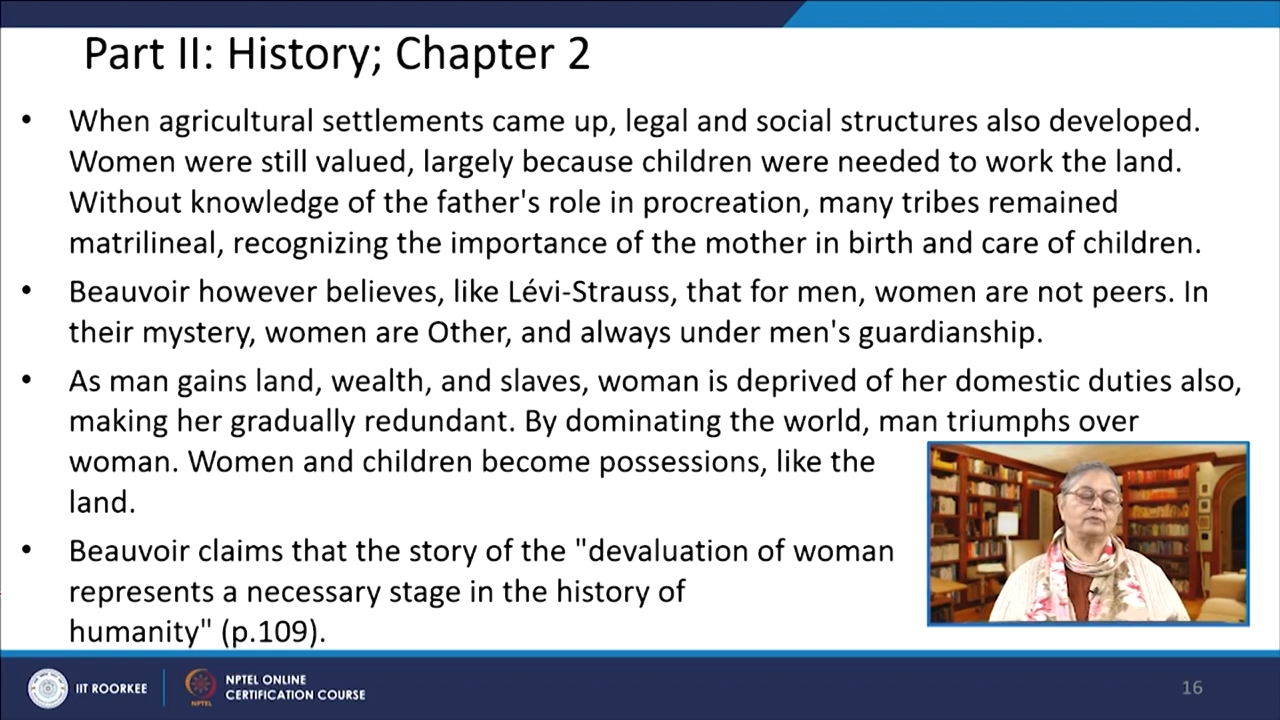 Part II: History; Chapter 2
• When agricultural settlements came up, legal and social structures also developed.
Women were still valued, largely because children were needed to work the land.
Without knowledge of the father's role in procreation, many tribes remained
matrilineal, recognizing the importance of the mother in birth and care of children.
• Beauvoir however believes, like Lévi-Strauss, that for men, women are not peers. In
their mystery, women are Other, and always under men's guardianship.
• As man gains land, wealth, and slaves, woman is deprived of her domestic duties also,
making her gradually redundant. By dominating the world, man triumphs over
woman. Women and children become possessions, like the
land.
• Beauvoir claims that the story of the "devaluation of woman
represents a necessary stage in the history of
humanity" (p.109).
IIT ROORKEE
NPTEL
NPTEL ONLINE
CERTIFICATION COURSE
16